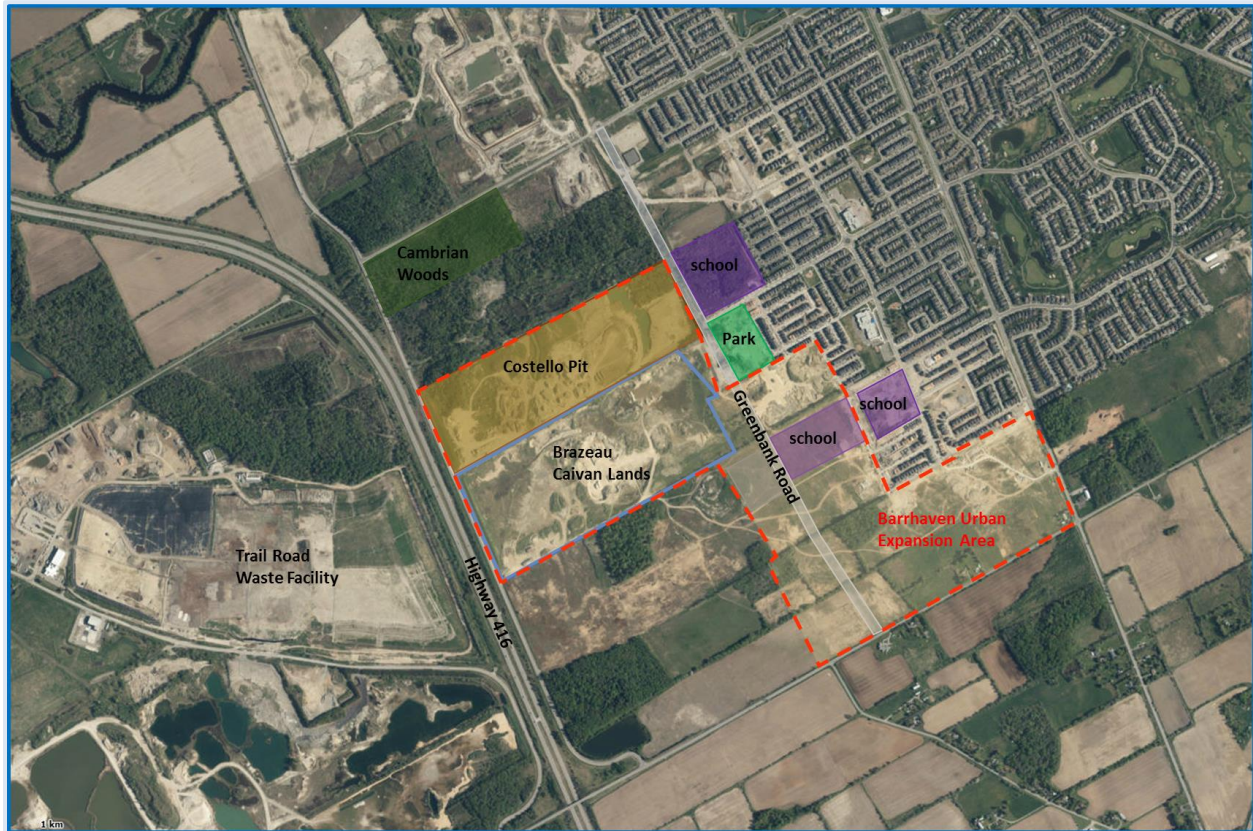 Cambrian
Woods
school
Park
Costello Pit
Greenbank Road
school
school
Brazeau
Caivan Lands
Barrhaven Urban
Expansion Area
Trail Road
Waste Facility
Highway 416
1 km